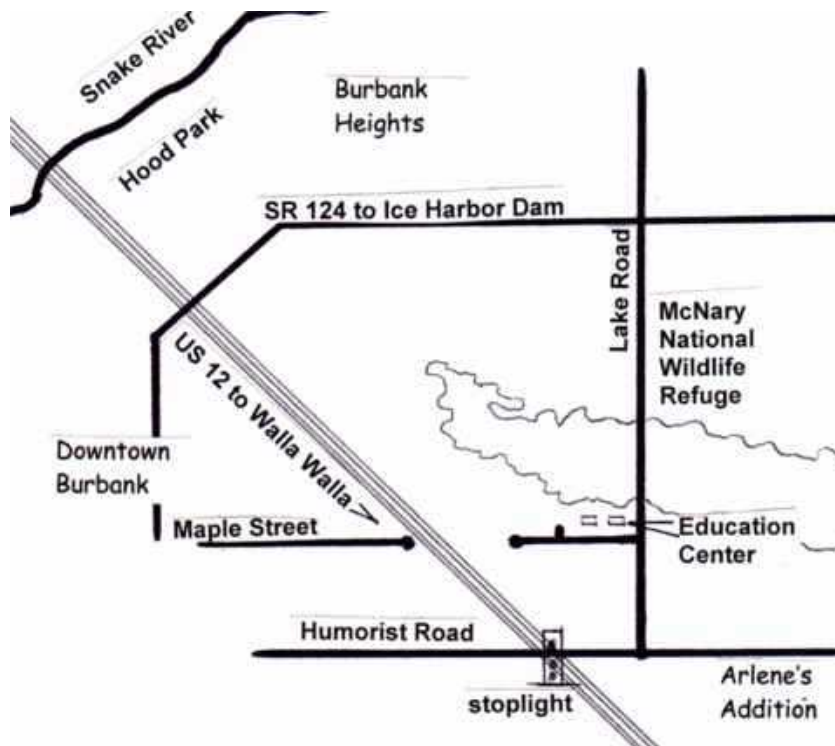 Snake River
Hood Park
Burbank
Heights
SR 124 to Ice Harbor Dam
Lake Road
McNary
National
Wildlife
Refuge
US 12 to Walla Walla
Downtown
Burbank
Maple Street
Education
Center
Humorist Road
stoplight
Arlene's
Addition